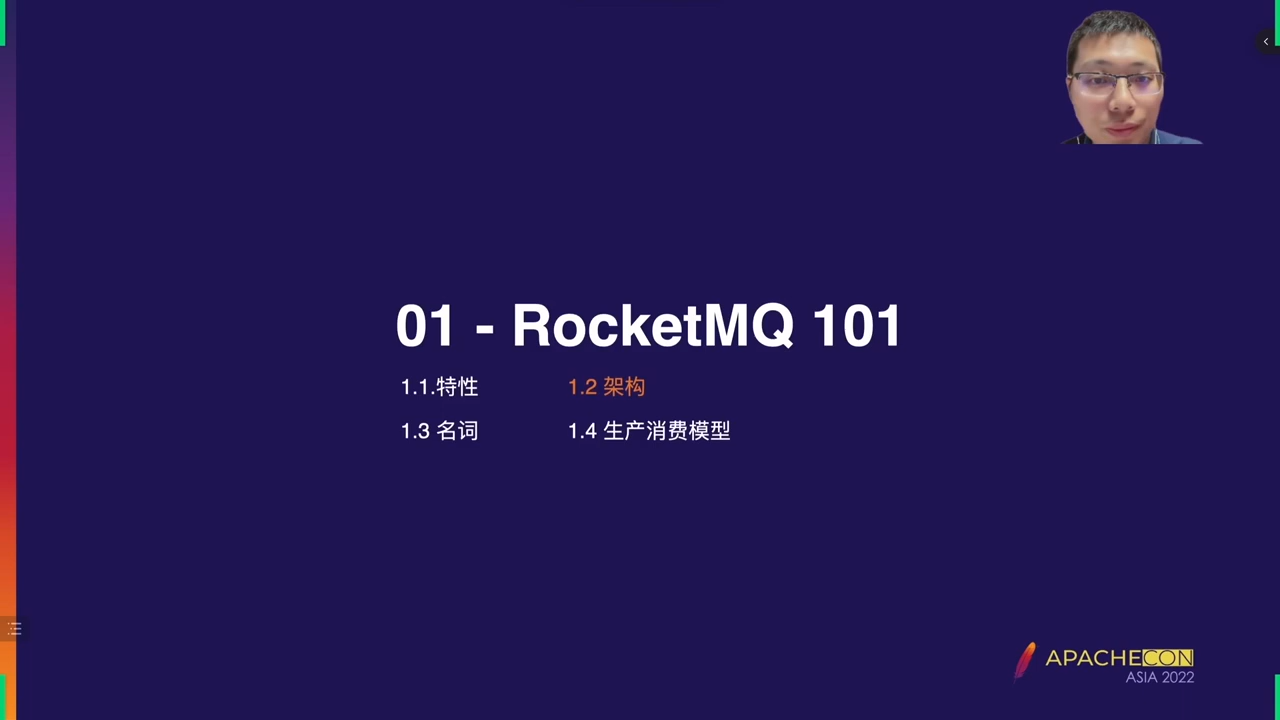 01 - RocketMQ 101
1.1.特性 1.2 架构
1.3 名词 1.4 生产消费模型
APACHECON
ASIA 2022